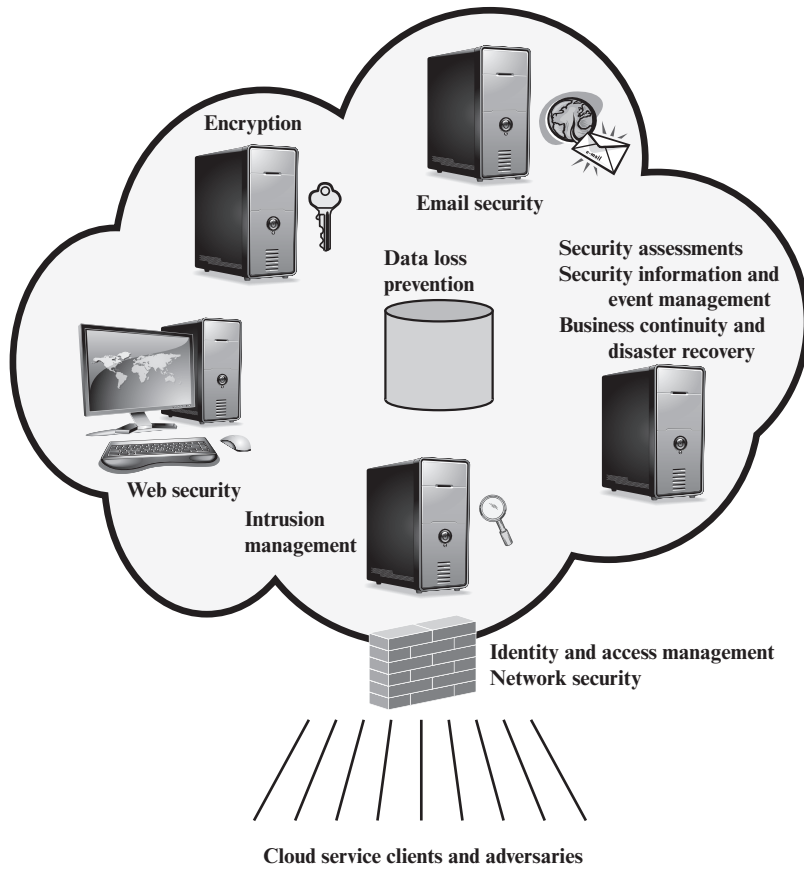 Encryption
e-mail
Email security
Data loss
prevention
Security assessments
Security information and
event management
Business continuity and
disaster recovery
Web security
Intrusion
management
Identity and access management
Network security
Cloud service clients and adversaries